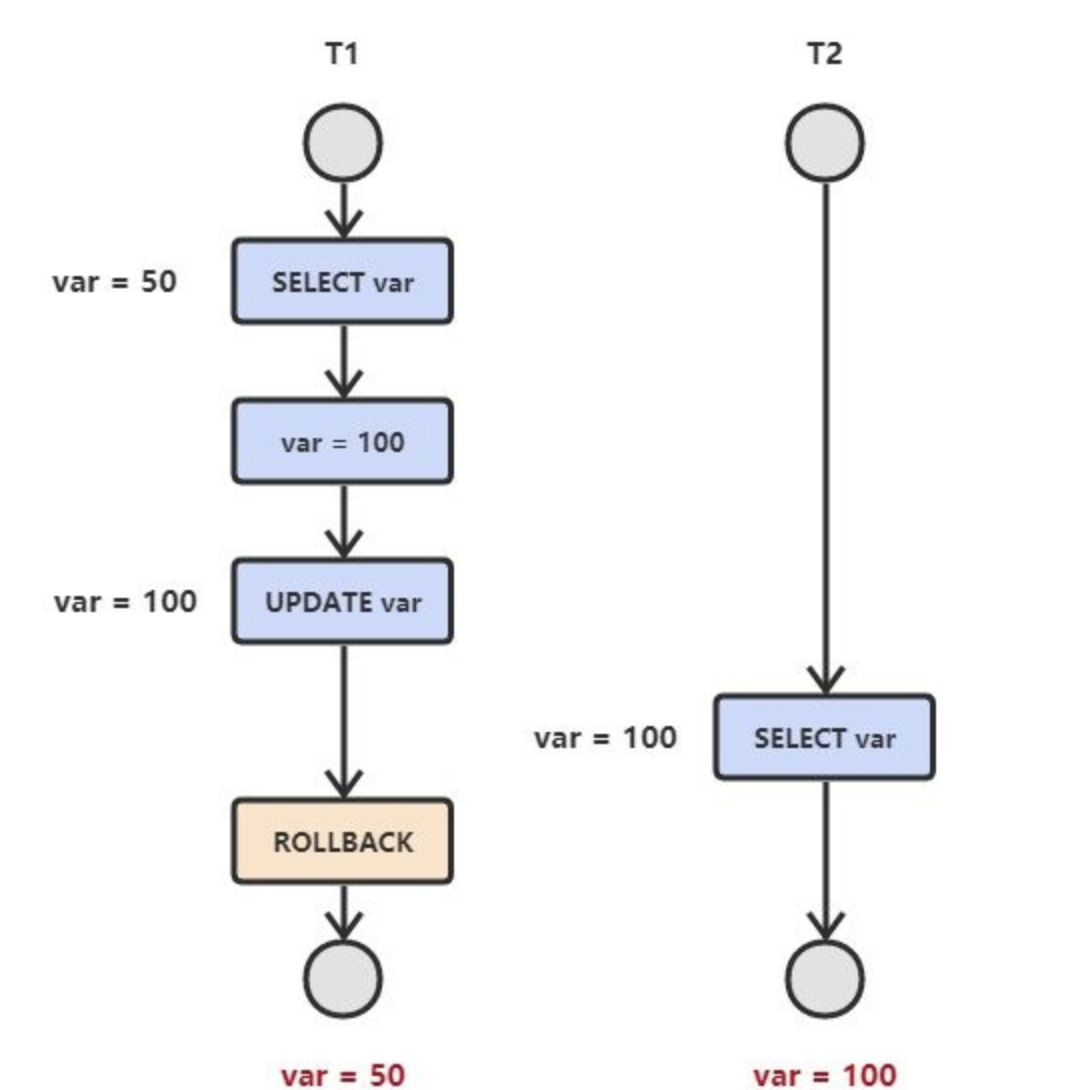 T1
T2
var = 50
SELECT var
var = 100
var = 100
UPDATE var
var = 100
SELECT var
ROLLBACK
var = 50
var = 100